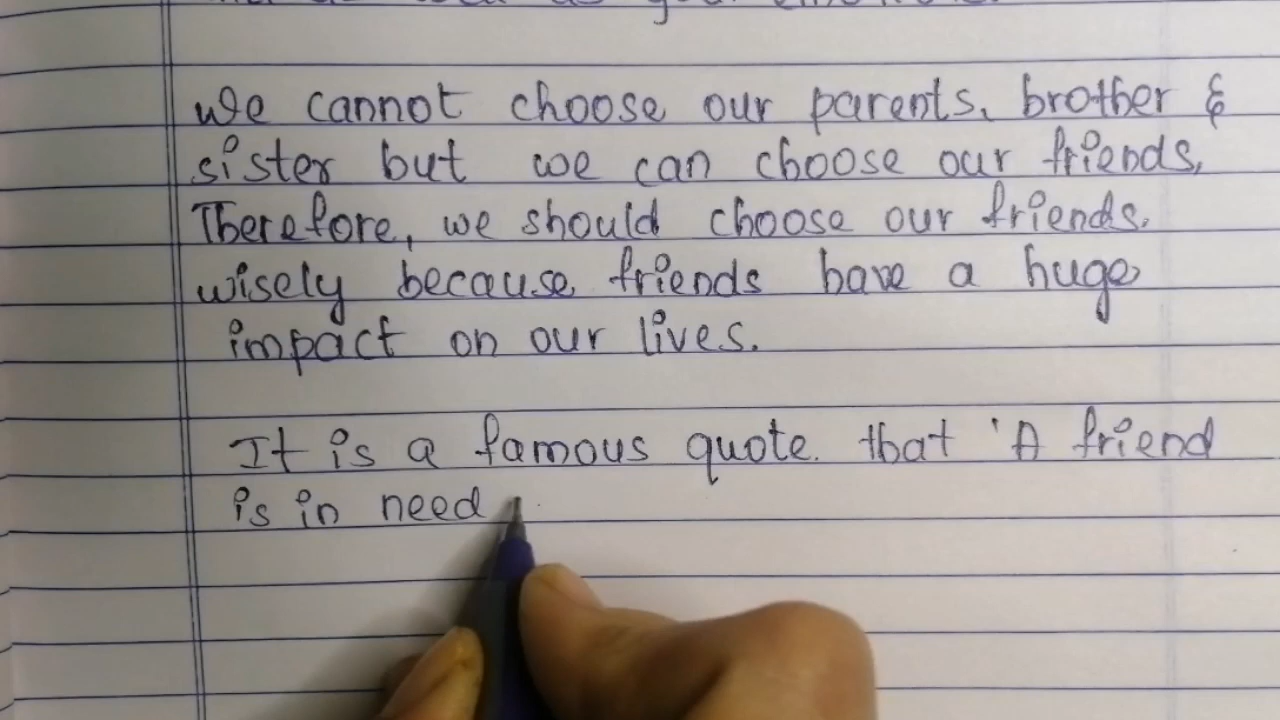 We cannot choose our parents, brother &
sister but we can choose our friends,
Therefore, we should choose our friends.
wisely because friends have a huge
impact on our lives.
It is a famous quote. that 'A friend
is in need